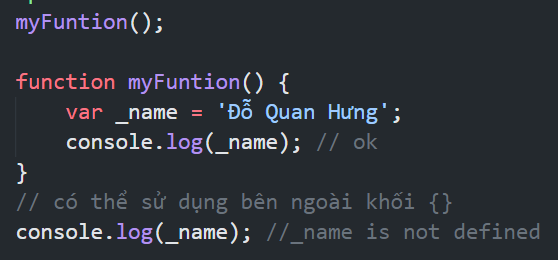 myFuntion();
function myFuntion() {
var _name = 'Đỗ Quan Hưng';
console.log(_name); // ok
}
// có thể sử dụng bên ngoài khối {}
console.log(_name); //_name is not defined